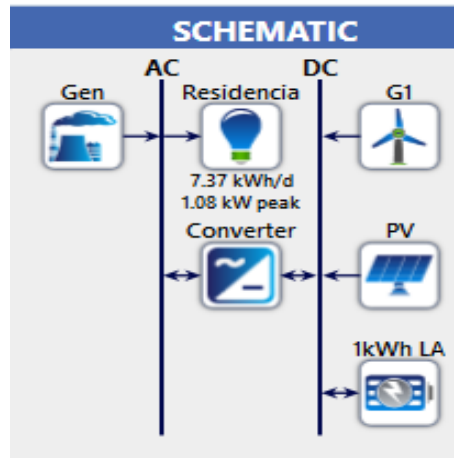 SCHEMATIC
AC DC
Gen Residencia G1
7.37 kWh/d
1.08 kW peak
Converter PV
1kWh LA